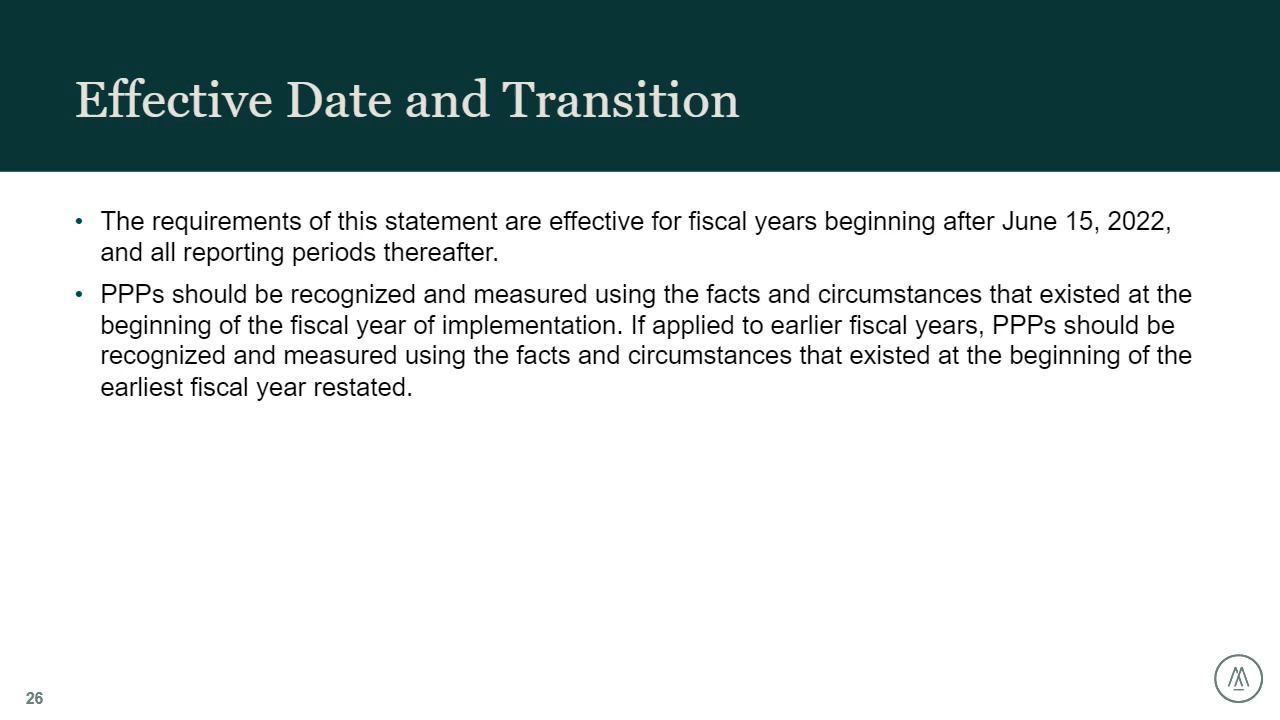 Effective Date and Transition
• The requirements of this statement are effective for fiscal years beginning after June 15, 2022,
and all reporting periods thereafter.
• PPPs should be recognized and measured using the facts and circumstances that existed at the
beginning of the fiscal year of implementation. If applied to earlier fiscal years, PPPs should be
recognized and measured using the facts and circumstances that existed at the beginning of the
earliest fiscal year restated.
26